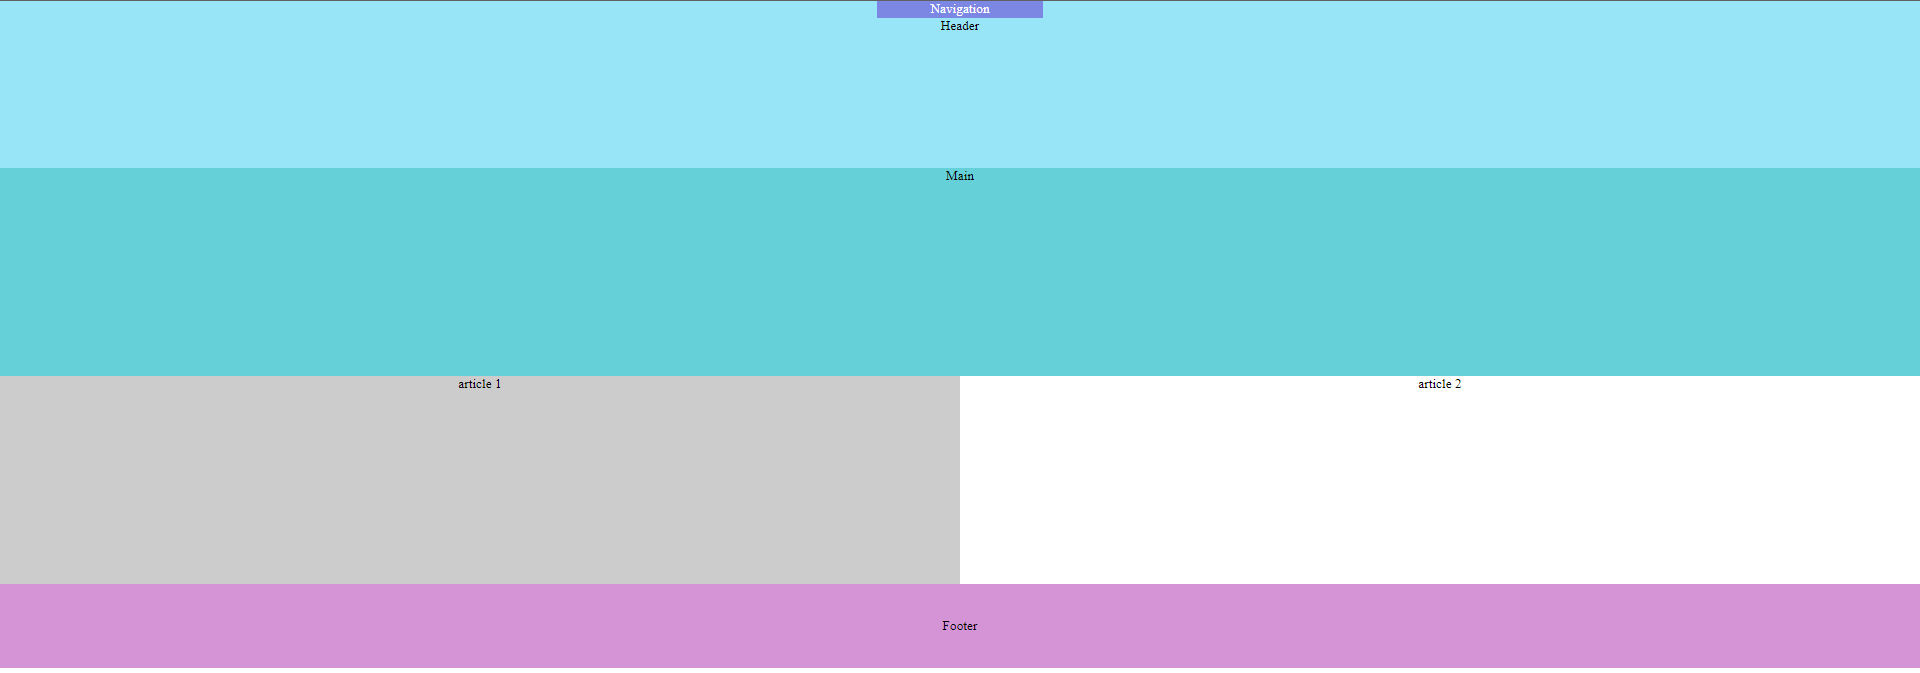 Navigation
Header
Main
article 1
article 2
Footer